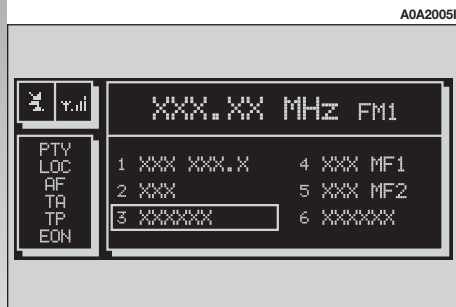 A0A2005
XXX.XX MHz FM1
PTY
LOC
AF
TA
TP
EON
1 XXX XXX.X
2 XXX
3 XXXXXX
4 XXX MF1
5 XXX MF2
6 XXXXXX